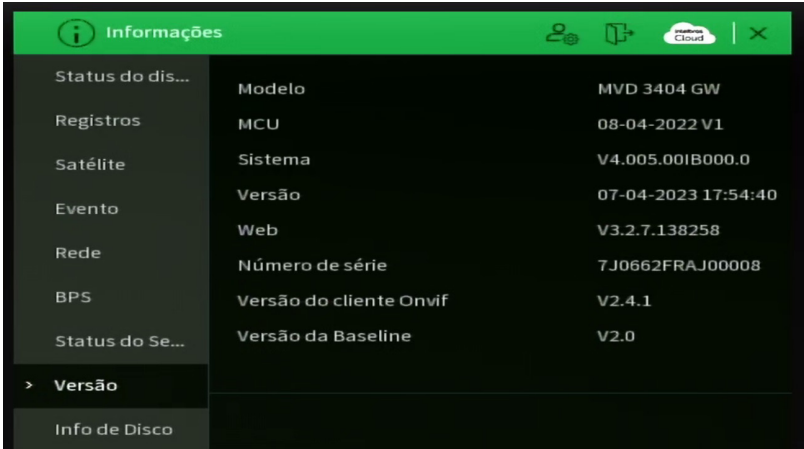 Informações
intelbras
Cloud
Status do dis...
Registros
Satélite
Evento
Rede
BPS
Status do Se...
> Versão
Info de Disco
Modelo MVD 3404 GW
MCU 08-04-2022 V1
Sistema V4.005.00IB000.0
Versão 07-04-2023 17:54:40
Web V3.2.7.138258
Número de série 7J0662FRAJ00008
Versão do cliente Onvif V2.4.1
Versão da Baseline V2.0